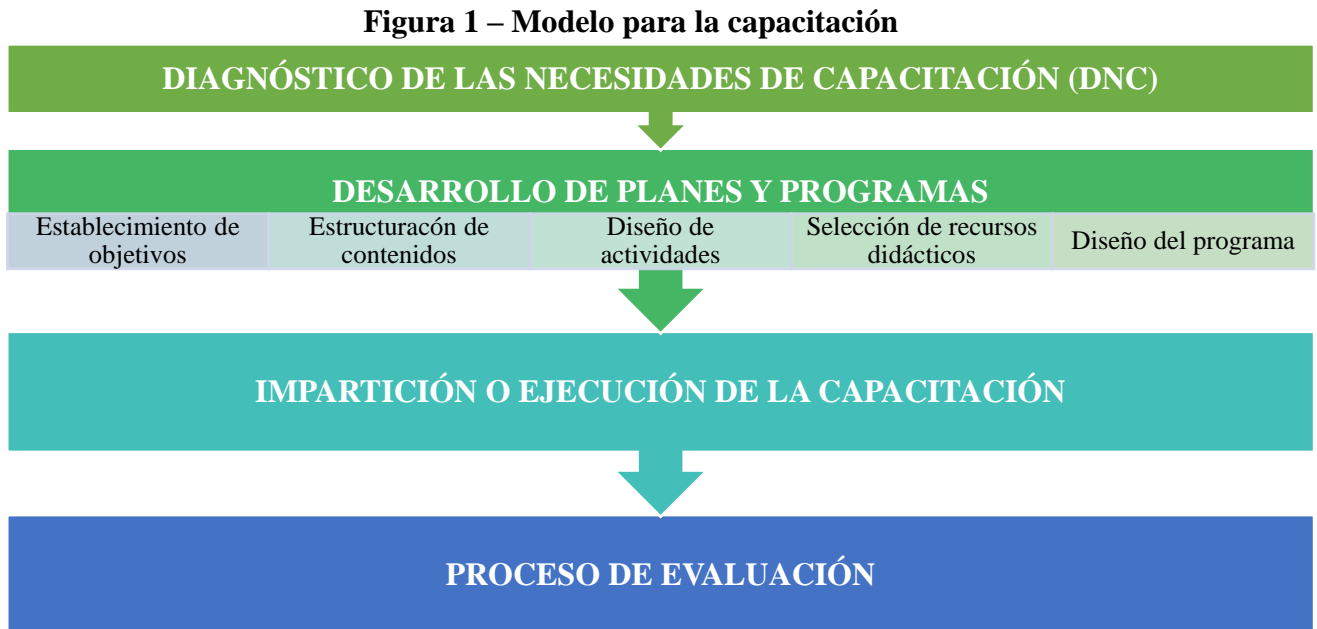 Figura 1 – Modelo para la capacitación
DIAGNÓSTICO DE LAS NECESIDADES DE CAPACITACIÓN (DNC)
DESARROLLO DE PLANES Y PROGRAMAS
Establecimiento de
objetivos
Estructuracón de
contenidos
Diseño de
actividades
Selección de recursos
didácticos
Diseño del programa
IMPARTICIÓN O EJECUCIÓN DE LA CAPACITACIÓN
PROCESO DE EVALUACIÓN